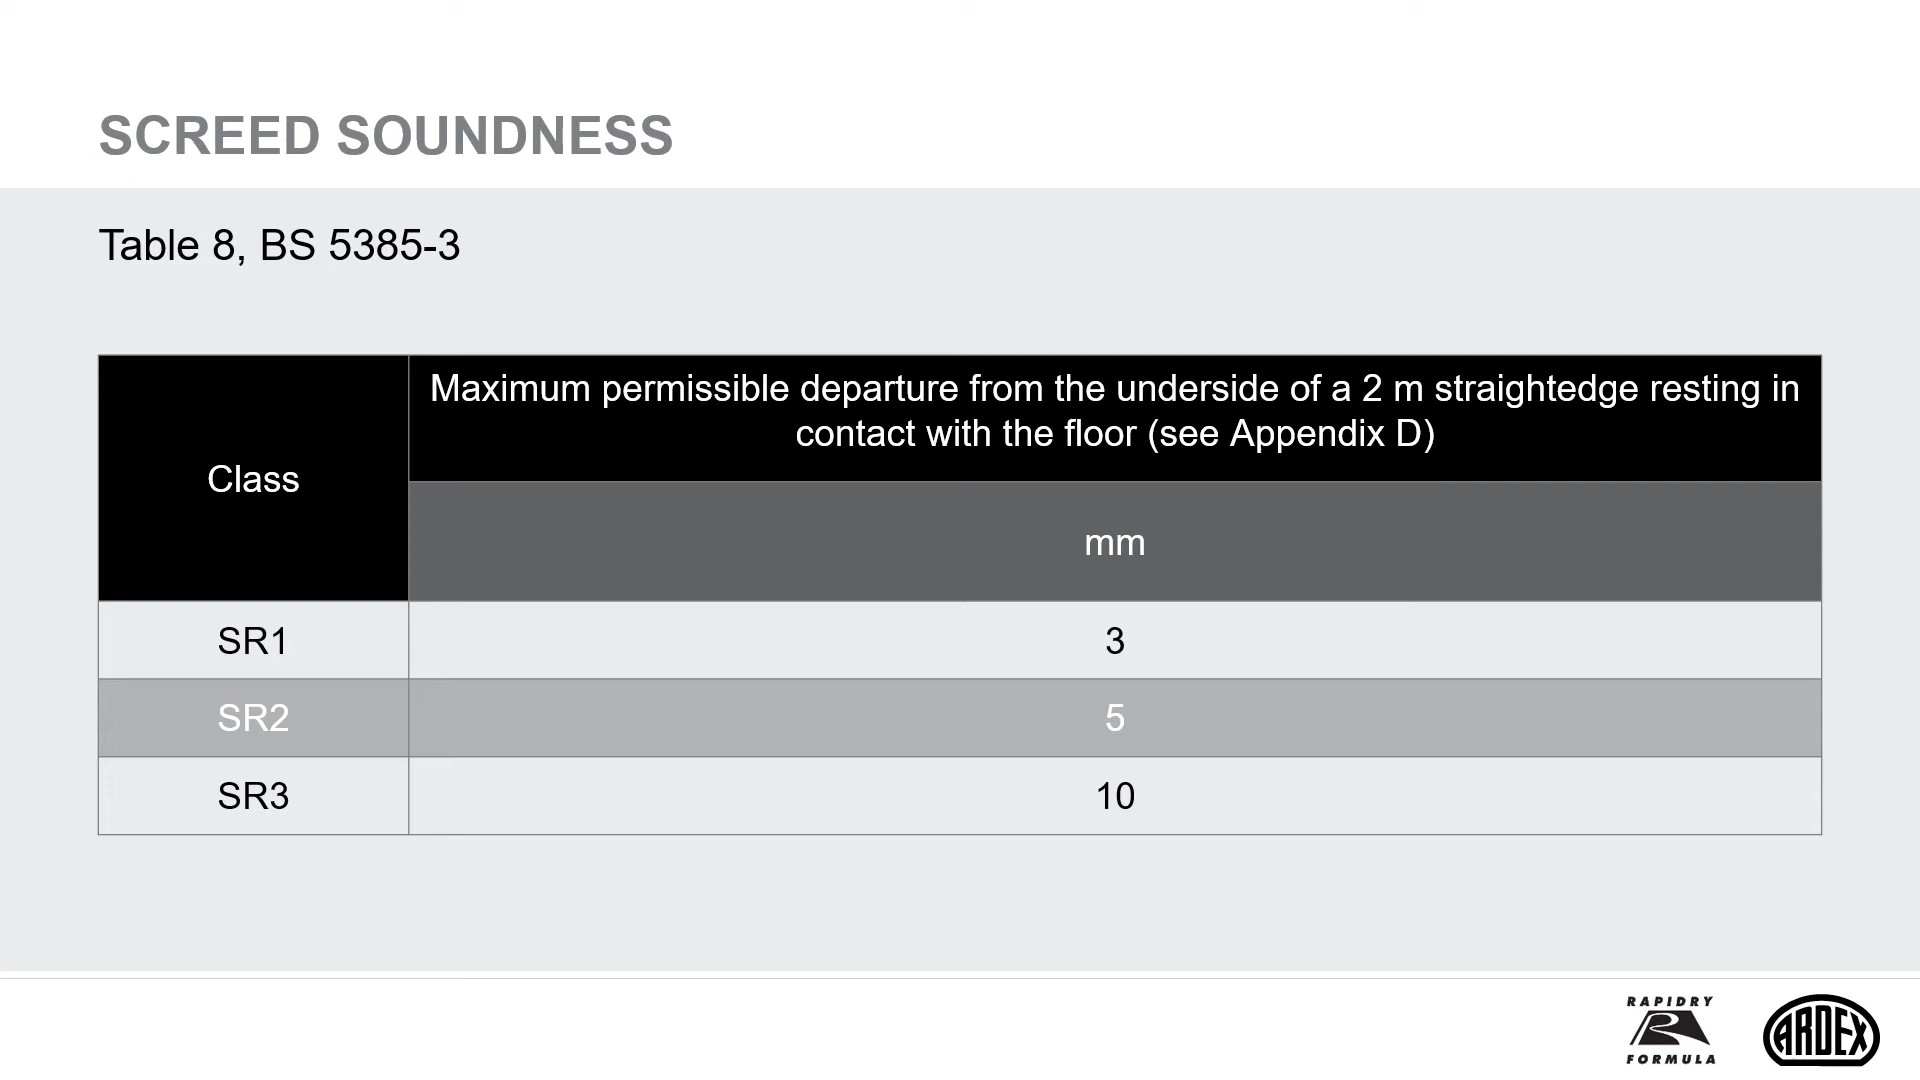 SCREED SOUNDNESS
Table 8, BS 5385-3
Class
Maximum permissible departure from the underside of a 2 m straightedge resting in
contact with the floor (see Appendix D)
mm
SR1 3
SR2 5
SR3 10
RAPIDRY
R
FORMULA
ARDEX